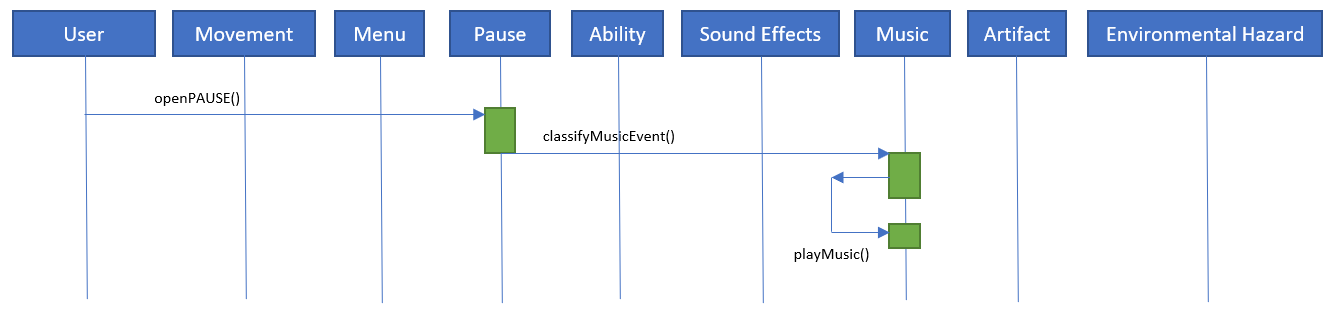 User
Movement
Menu
Pause
Ability
Sound Effects
Music
Artifact
Environmental Hazard
openPAUSE()
classifyMusicEvent()
playMusic()